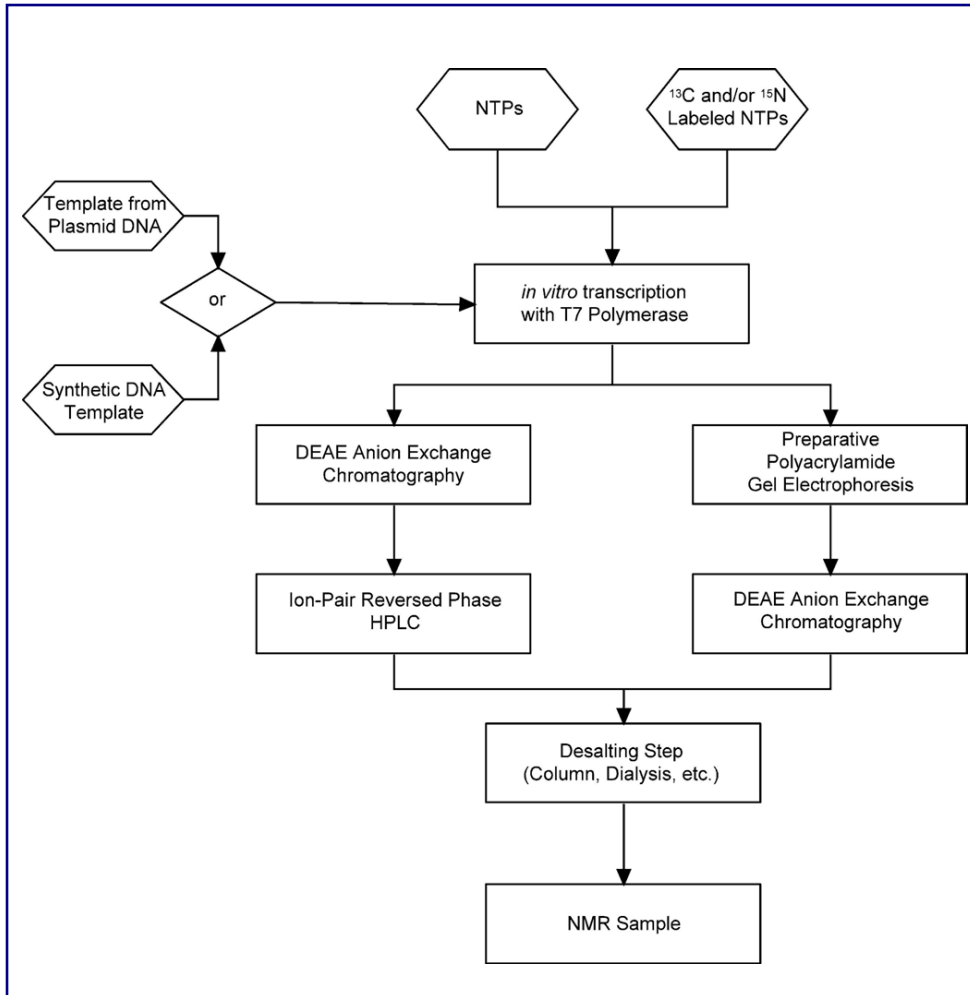 NTPs
¹³C and/or ¹⁵N
Labeled NTPs
Template from
Plasmid DNA
or
in vitro transcription
with T7 Polymerase
Synthetic DNA
Template
DEAE Anion Exchange
Chromatography
Preparative
Polyacrylamide
Gel Electrophoresis
Ion-Pair Reversed Phase
HPLC
DEAE Anion Exchange
Chromatography
Desalting Step
(Column, Dialysis, etc.)
NMR Sample